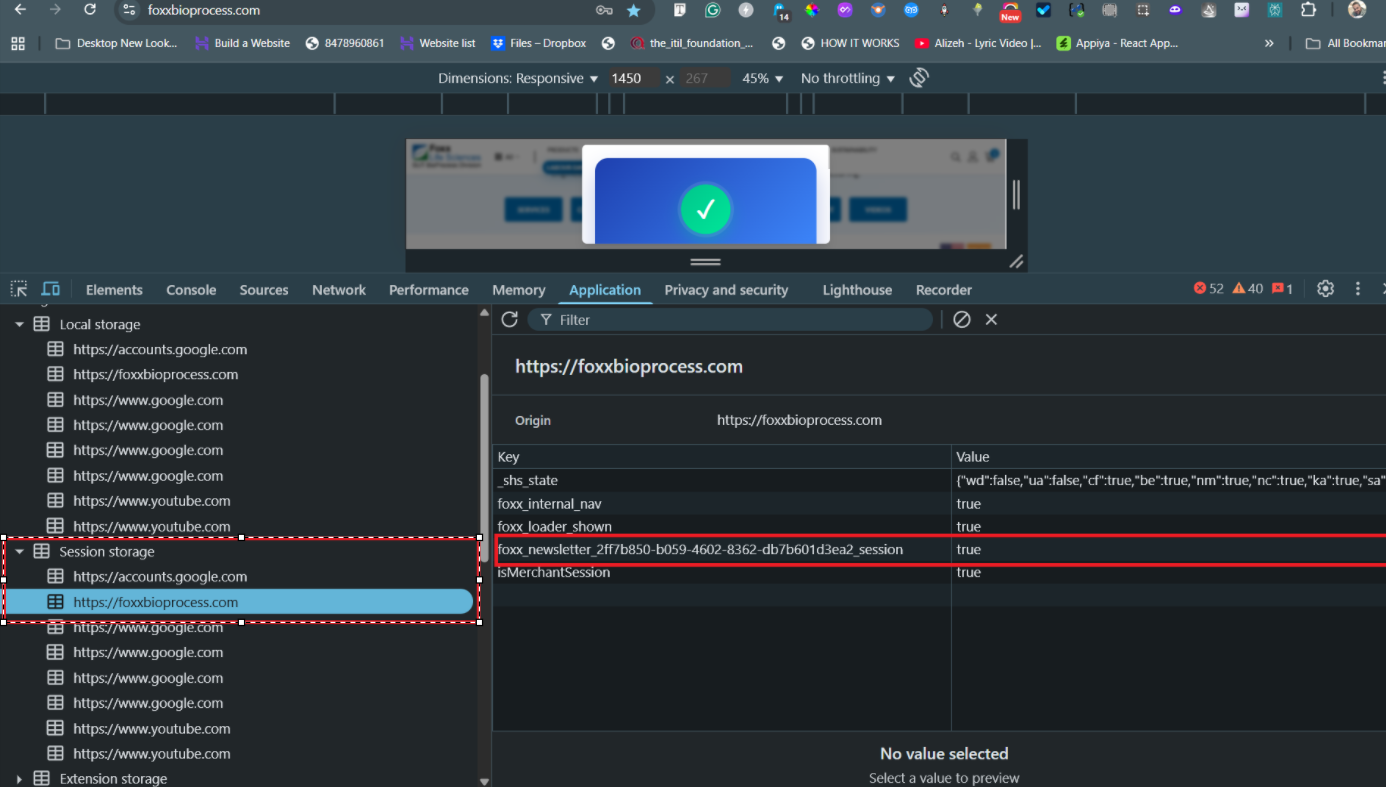 foxxbioprocess.com
14
New
Desktop New Look...
Build a Website
8478960861
Website list
Files – Dropbox
the_itil_foundation_...
HOW IT WORKS
Alizeh - Lyric Video |...
Appiya - React App...
»
All Bookmar
Dimensions: Responsive ▼ 1450 × 267 45% ▼ No throttling ▼
Foxx
Life Sciences
PRODUCTS
SUSTAINABILITY
SERVICES
VIDEOS
Elements Console Sources Network Performance Memory Application Privacy and security Lighthouse Recorder
52 40 1
Local storage
https://accounts.google.com
https://foxxbioprocess.com
https://www.google.com
https://www.google.com
https://www.google.com
https://www.google.com
https://www.youtube.com
https://www.youtube.com
Session storage
https://accounts.google.com
https://foxxbioprocess.com
https://www.google.com
https://www.google.com
https://www.google.com
https://www.google.com
https://www.youtube.com
https://www.youtube.com
Extension storage
Filter
https://foxxbioprocess.com
Origin https://foxxbioprocess.com
Key Value
_shs_state {"wd":false,"ua":false,"cf":true,"be":true,"nm":true,"nc":true,"ka":true,"sa"
foxx_internal_nav true
foxx_loader_shown true
foxx_newsletter_2ff7b850-b059-4602-8362-db7b601d3ea2_session true
isMerchantSession true
No value selected
Select a value to preview